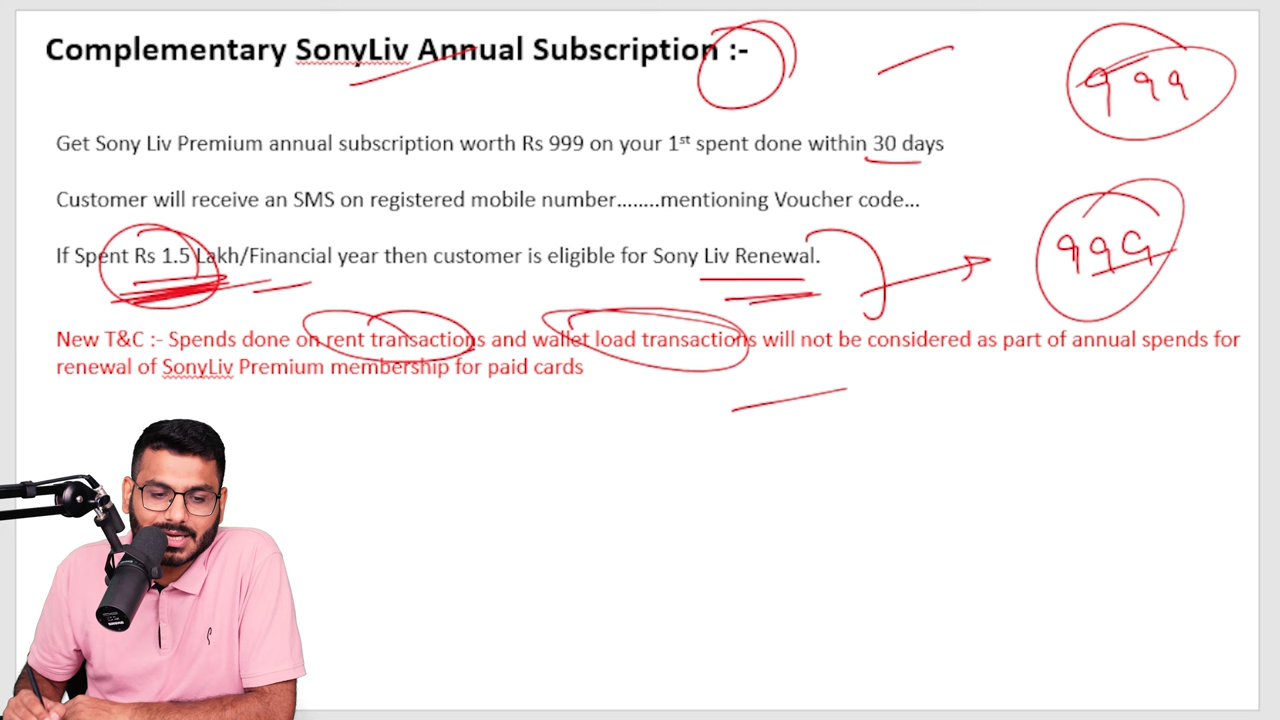 Complementary SonyLiv Annual Subscription :-
999
Get Sony Liv Premium annual subscription worth Rs 999 on your 1st spent done within 30 days
Customer will receive an SMS on registered mobile number........mentioning Voucher code...
If Spent Rs 1.5 Lakh/Financial year then customer is eligible for Sony Liv Renewal.
999
New T&C :- Spends done on rent transactions and wallet load transactions will not be considered as part of annual spends for
renewal of SonyLiv Premium membership for paid cards